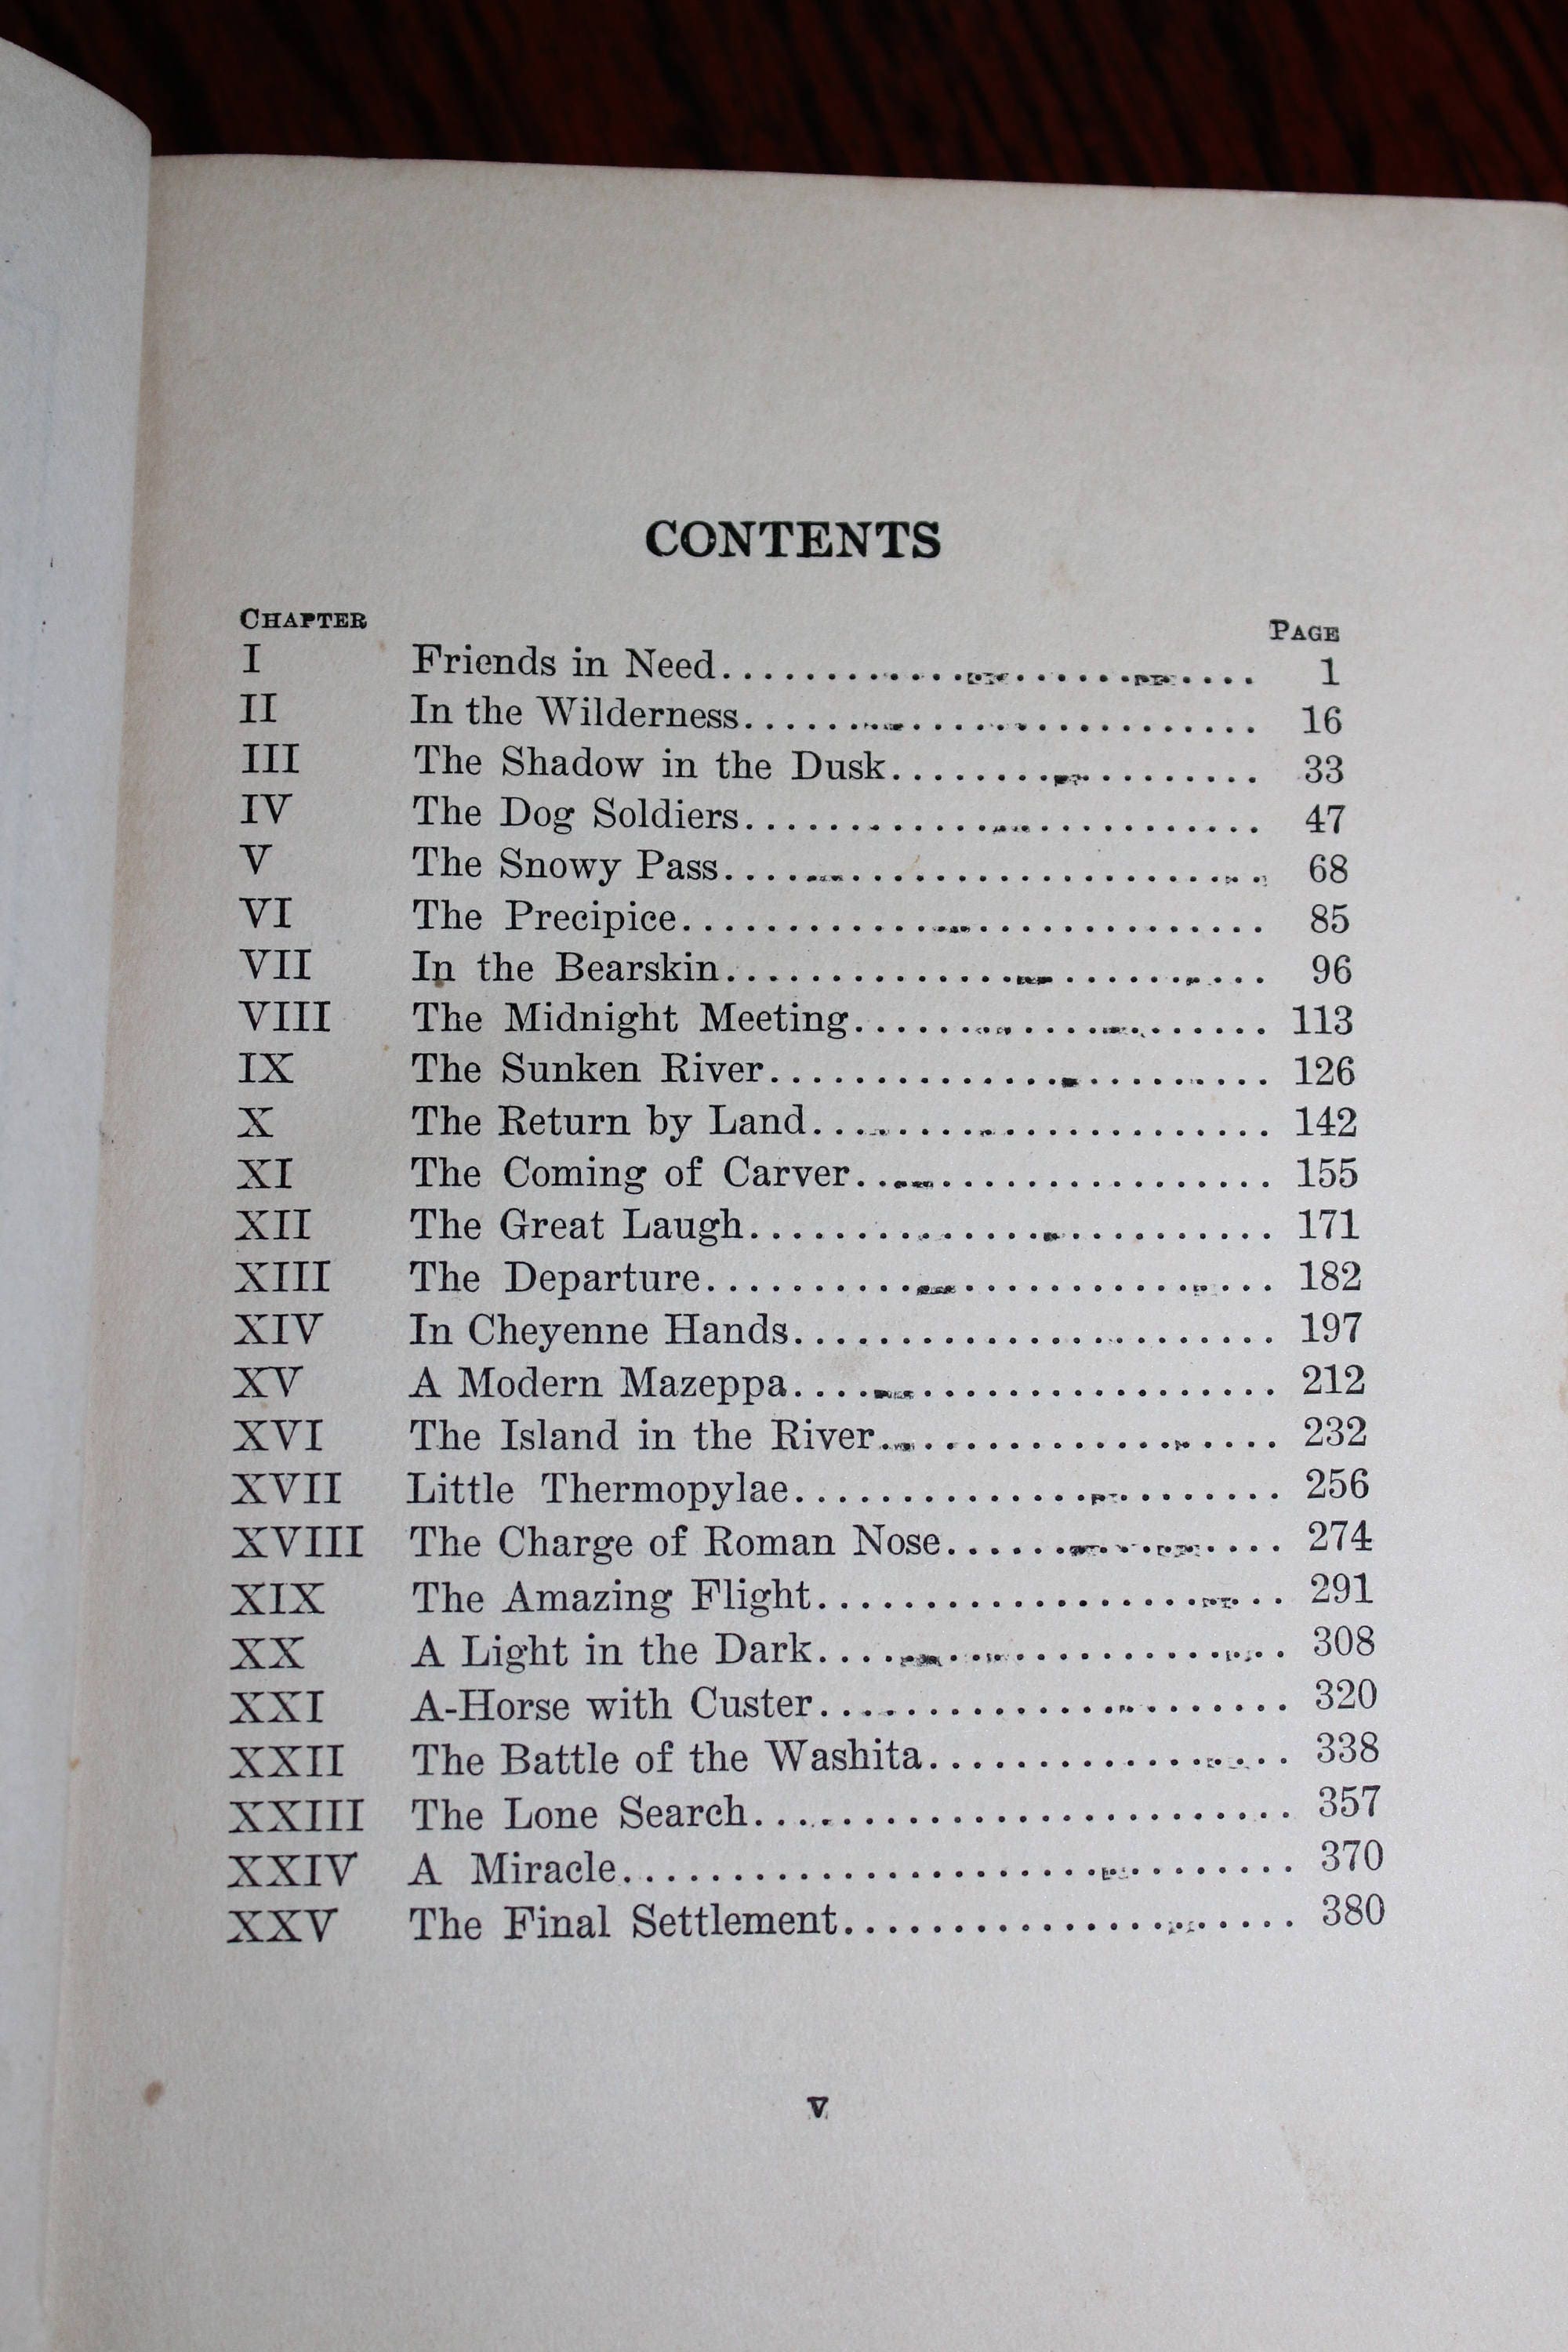 CONTENTS
CHAPTER PAGE
I Friends in Need........................ 1
II In the Wilderness........................ 16
III The Shadow in the Dusk................. 33
IV The Dog Soldiers........................ 47
V The Snowy Pass......................... 68
VI The Precipice........................... 85
VII In the Bearskin......................... 96
VIII The Midnight Meeting................... 113
IX The Sunken River....................... 126
X The Return by Land..................... 142
XI The Coming of Carver................... 155
XII The Great Laugh........................ 171
XIII The Departure.......................... 182
XIV In Cheyenne Hands...................... 197
XV A Modern Mazeppa...................... 212
XVI The Island in the River.................. 232
XVII Little Thermopylae...................... 256
XVIII The Charge of Roman Nose............... 274
XIX The Amazing Flight..................... 291
XX A Light in the Dark..................... 308
XXI A-Horse with Custer..................... 320
XXII The Battle of the Washita................ 338
XXIII The Lone Search........................ 357
XXIV A Miracle.............................. 370
XXV The Final Settlement.................... 380
v